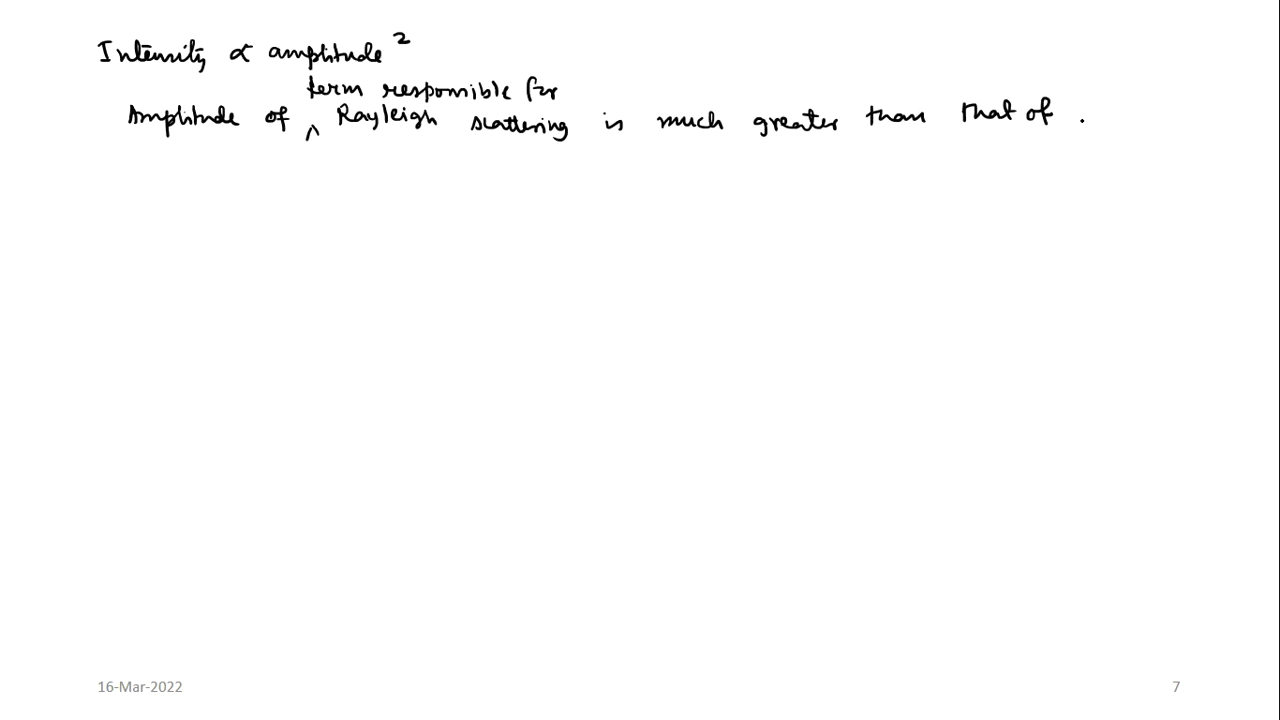 Intensity ∝ amplitude²
term responsible for
Amplitude of ^ Rayleigh scattering is much greater than that of .
16-Mar-2022
7